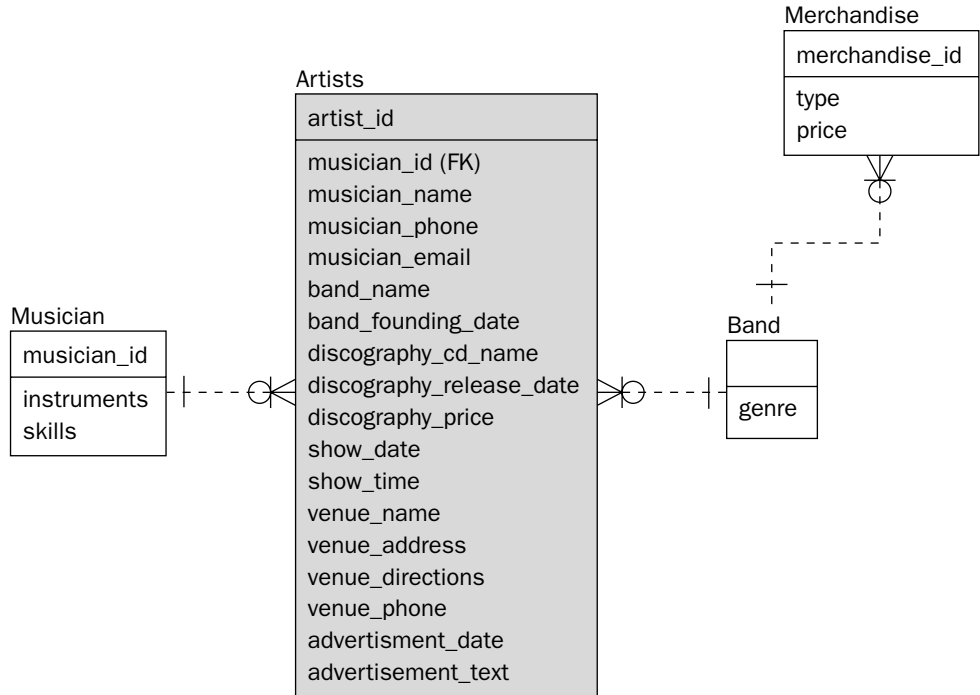 Merchandise
merchandise_id
type
price
Artists
artist_id
musician_id (FK)
musician_name
musician_phone
musician_email
band_name
band_founding_date
discography_cd_name
discography_release_date
discography_price
show_date
show_time
venue_name
venue_address
venue_directions
venue_phone
advertisment_date
advertisement_text
Musician
musician_id
instruments
skills
Band
genre